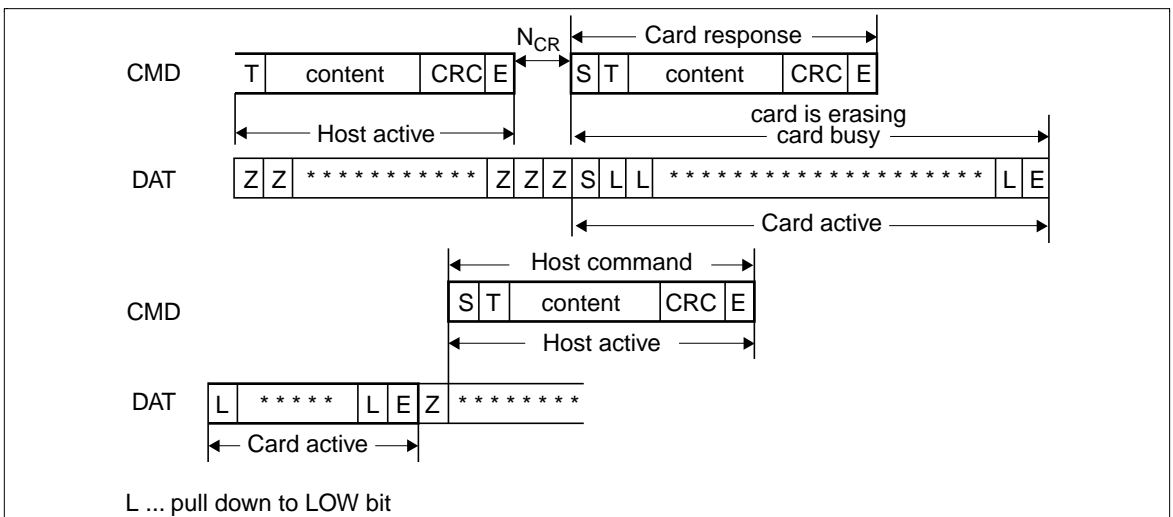 N_CR
Card response
CMD T content CRC E S T content CRC E
card is erasing
Host active card busy
DAT Z Z * * * * * * * * * * * Z Z Z S L L * * * * * * * * * * * * * * * * * * * * L E
Card active
Host command
CMD S T content CRC E
Host active
DAT L * * * * * L E Z * * * * * * * *
Card active
L ... pull down to LOW bit